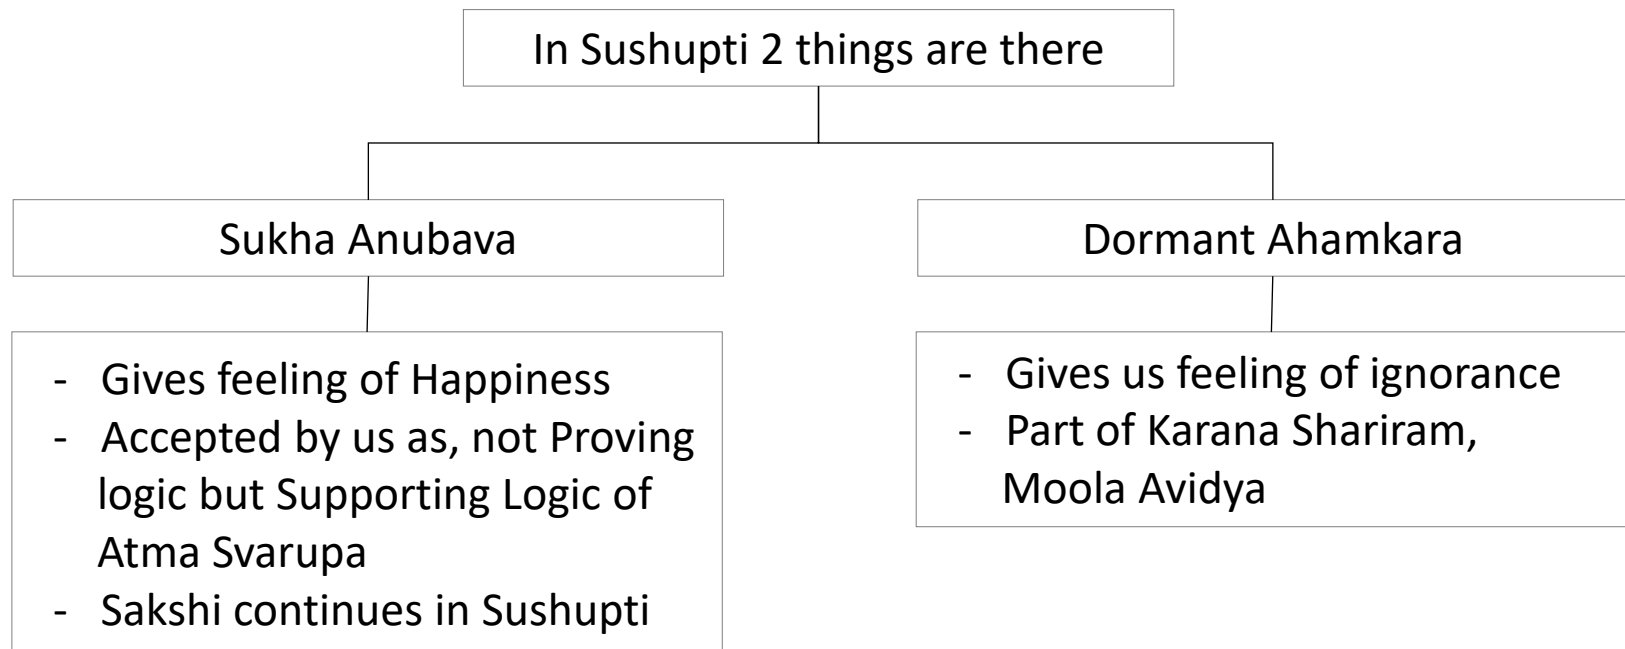 In Sushupti 2 things are there
Sukha Anubava
Dormant Ahamkara
- Gives feeling of Happiness
- Accepted by us as, not Proving
logic but Supporting Logic of
Atma Svarupa
- Sakshi continues in Sushupti
- Gives us feeling of ignorance
- Part of Karana Shariram,
Moola Avidya